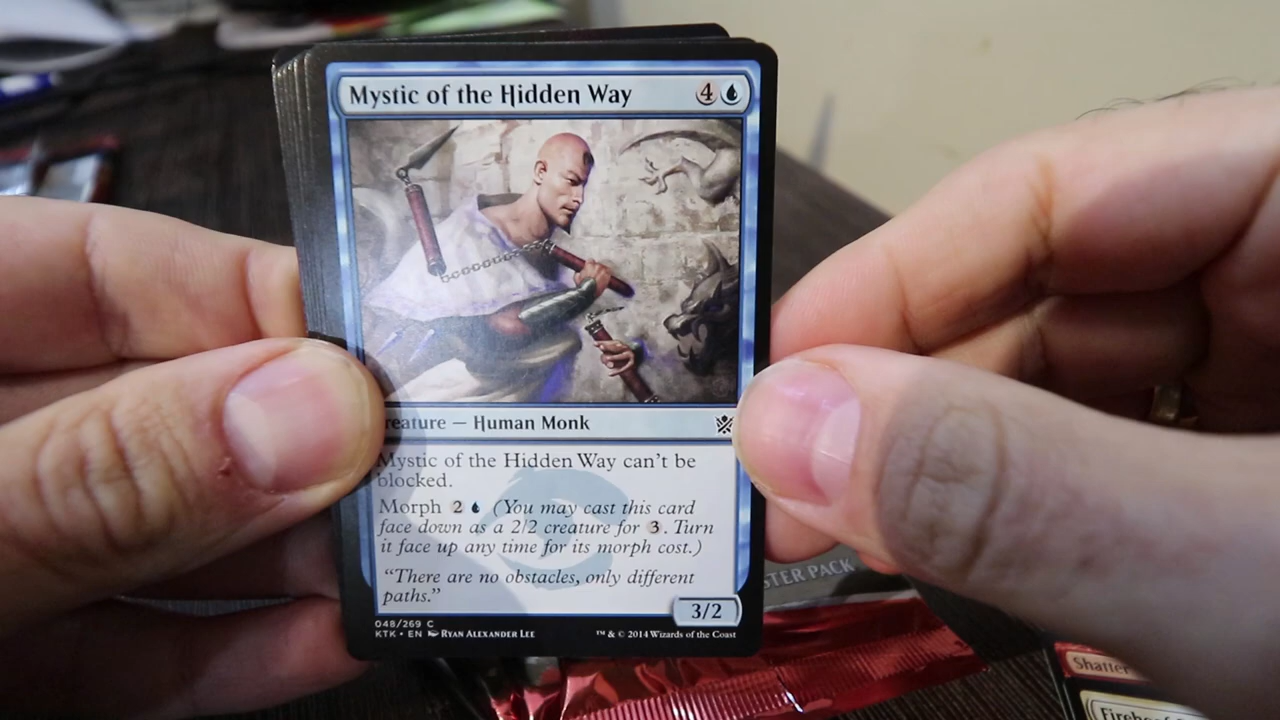 Mystic of the Hidden Way 4
reature — Human Monk
Mystic of the Hidden Way can't be
blocked.
Morph 2 (You may cast this card
face down as a 2/2 creature for 3. Turn
it face up any time for its morph cost.)
“There are no obstacles, only different
paths.”
3/2
048/269 C
KTK • EN Ryan Alexander Lee
™ & © 2014 Wizards of the Coast
STER PACK
Shatter